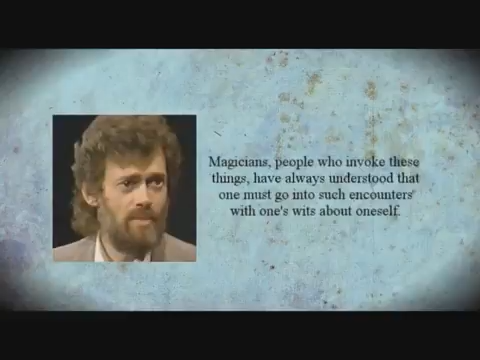 Magicians, people who invoke these
things, have always understood that
one must go into such encounters
with one's wits about oneself.